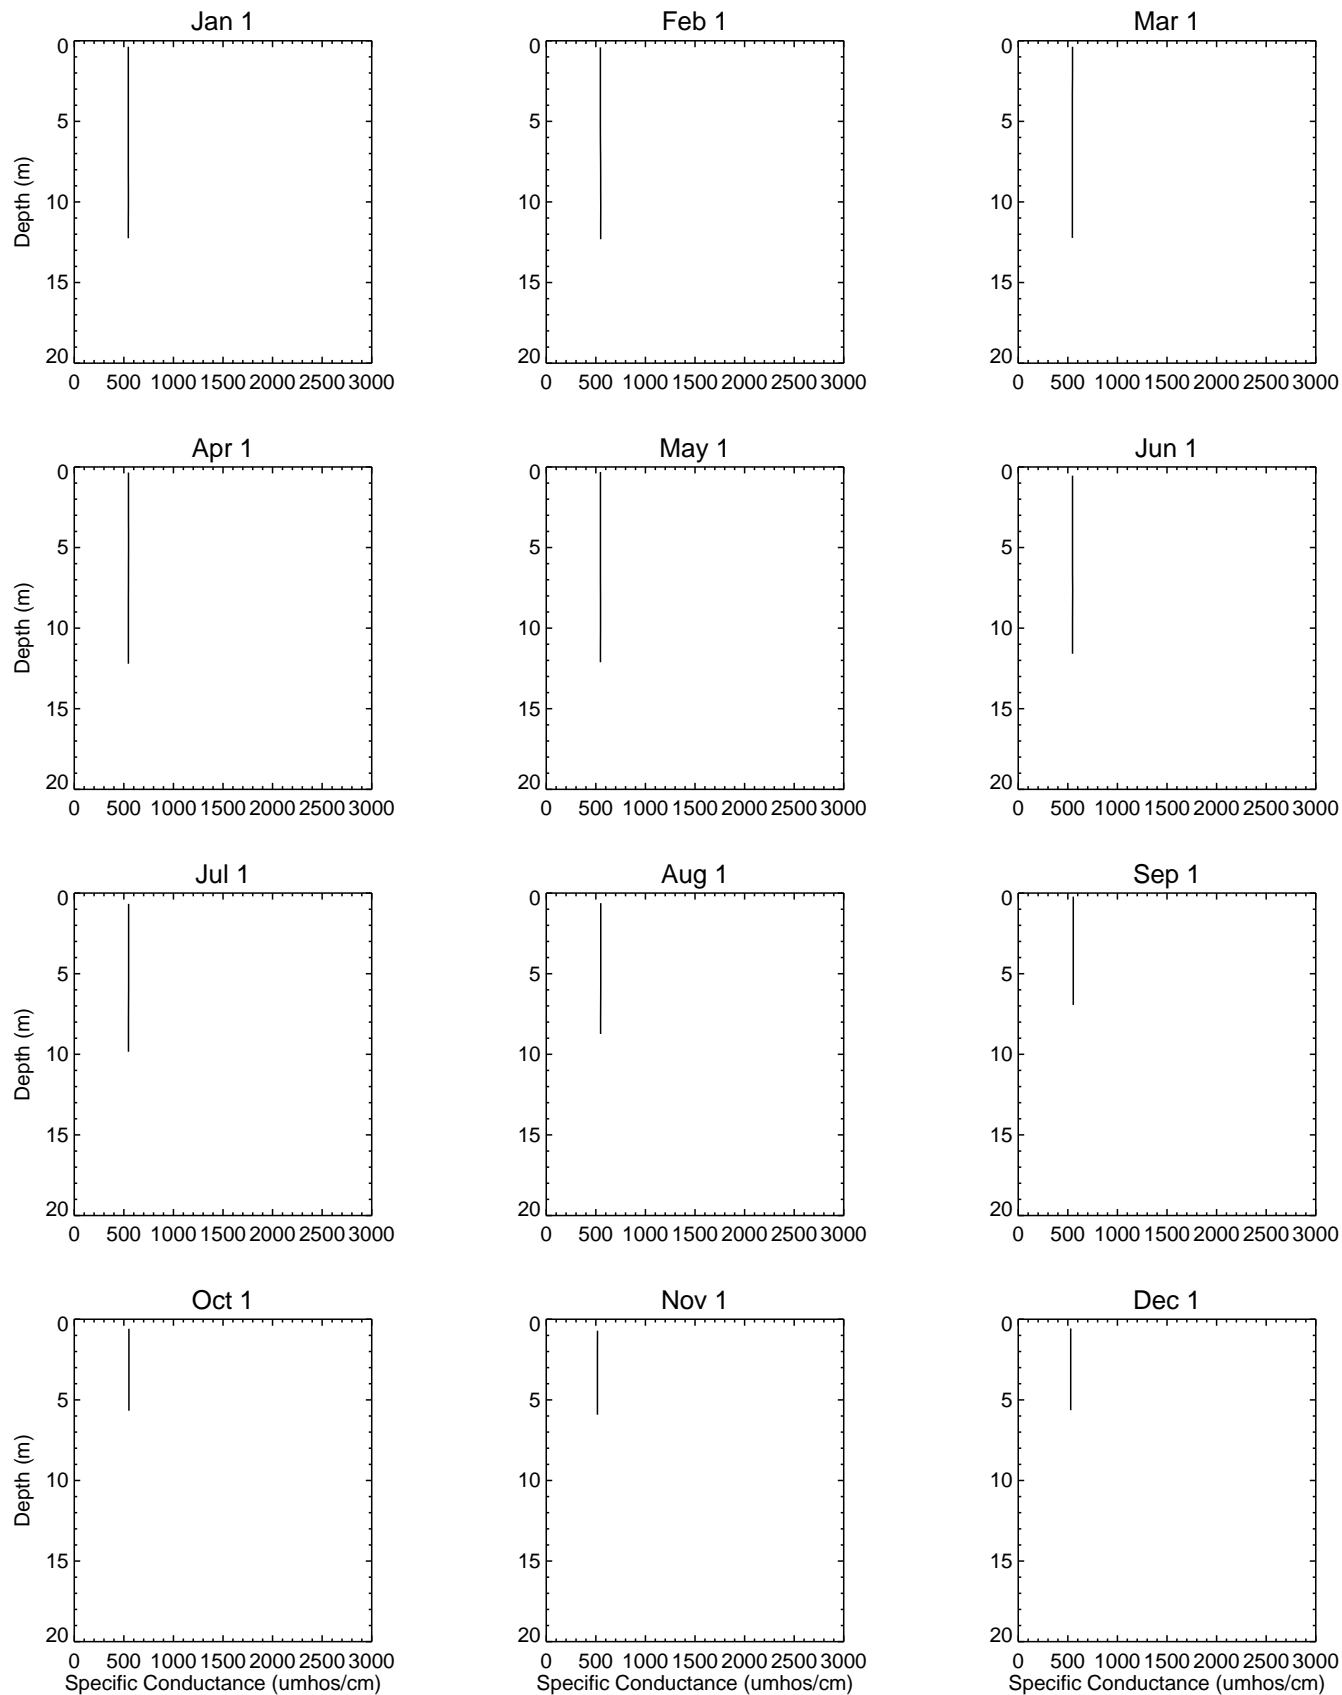 Jan 1 Feb 1 Mar 1
0 0 0
5 5 5
Depth (m)
10 10 10
15 15 15
20 20 20
0 500 1000 1500 2000 2500 3000 0 500 1000 1500 2000 2500 3000 0 500 1000 1500 2000 2500 3000
Apr 1 May 1 Jun 1
0 0 0
5 5 5
Depth (m)
10 10 10
15 15 15
20 20 20
0 500 1000 1500 2000 2500 3000 0 500 1000 1500 2000 2500 3000 0 500 1000 1500 2000 2500 3000
Jul 1 Aug 1 Sep 1
0 0 0
5 5 5
Depth (m)
10 10 10
15 15 15
20 20 20
0 500 1000 1500 2000 2500 3000 0 500 1000 1500 2000 2500 3000 0 500 1000 1500 2000 2500 3000
Oct 1 Nov 1 Dec 1
0 0 0
5 5 5
Depth (m)
10 10 10
15 15 15
20 20 20
0 500 1000 1500 2000 2500 3000 0 500 1000 1500 2000 2500 3000 0 500 1000 1500 2000 2500 3000
Specific Conductance (umhos/cm) Specific Conductance (umhos/cm) Specific Conductance (umhos/cm)